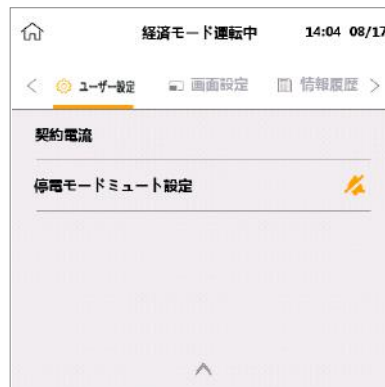 経済モード運転中 14:04 08/17
ユーザー設定 画面設定 情報履歴
契約電流
停電モードミュート設定